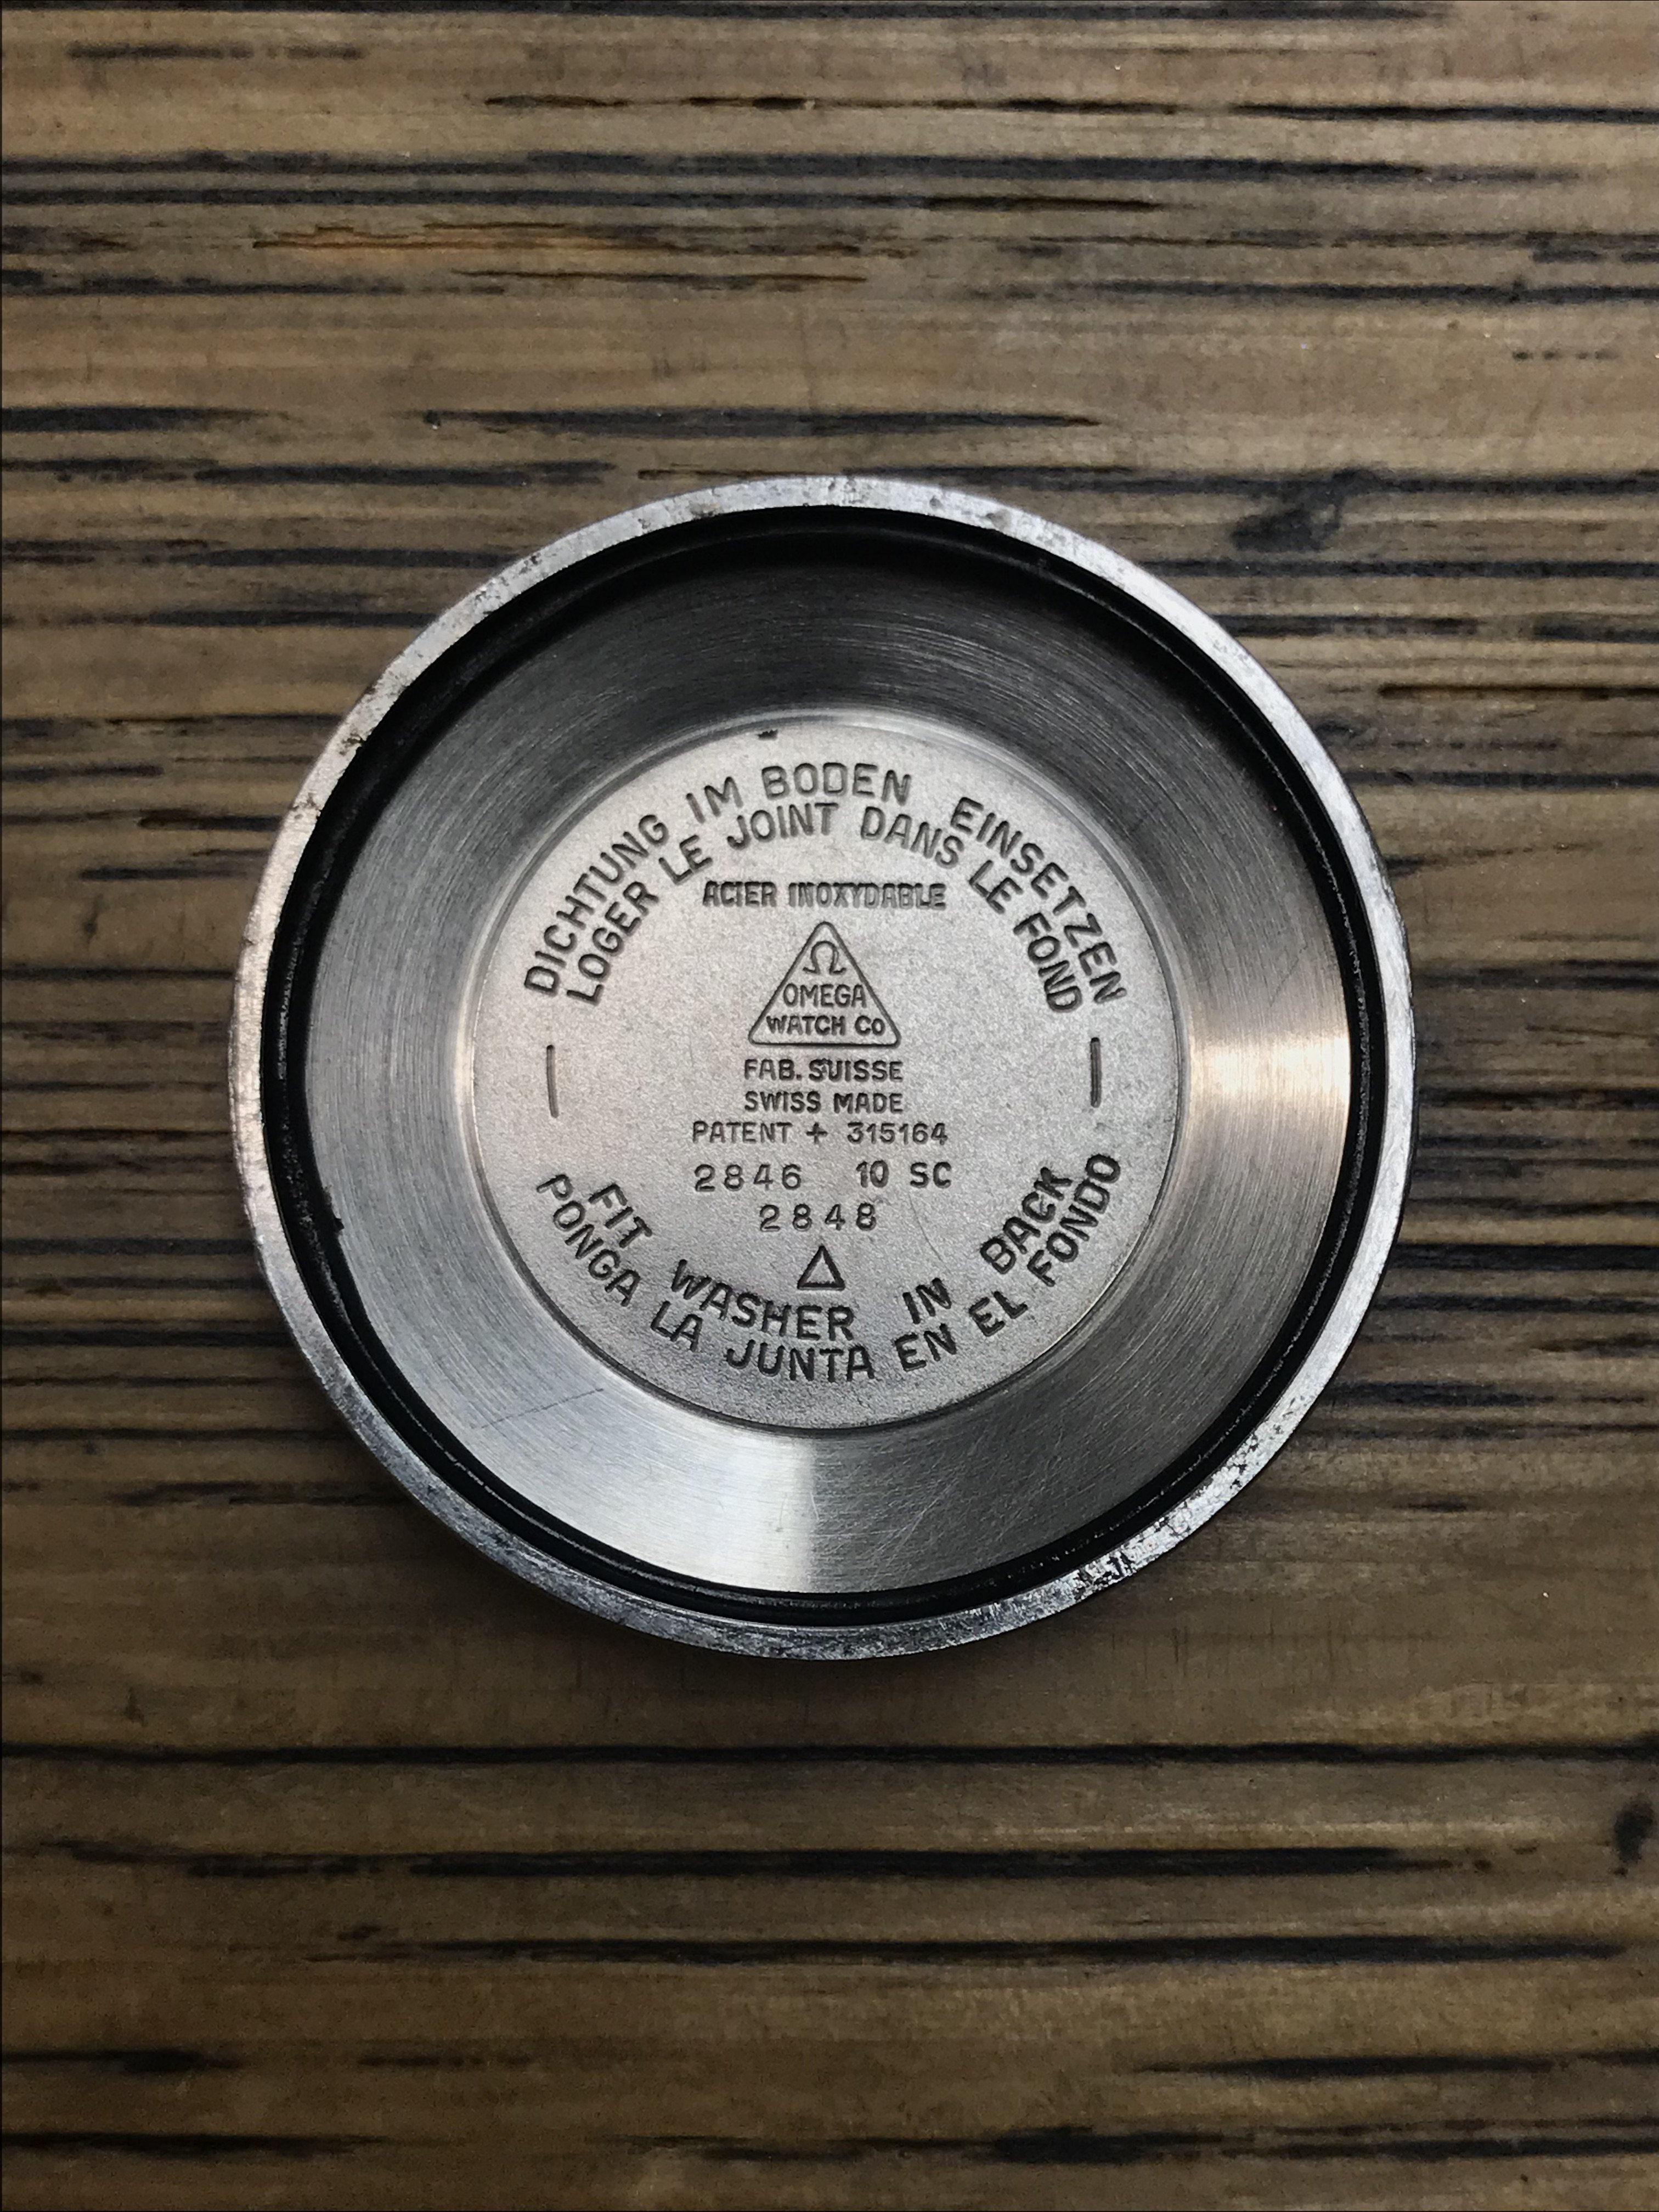 DICHTUNG IM BODEN EINSETZEN
LOGER LE JOINT DANS LE FOND
ACIER INOXYDABLE
Ω
OMEGA
WATCH Co
FAB. SUISSE
SWISS MADE
PATENT + 315164
2846 10 SC
2848
FIT WASHER IN BACK
PONGA LA JUNTA EN EL FONDO